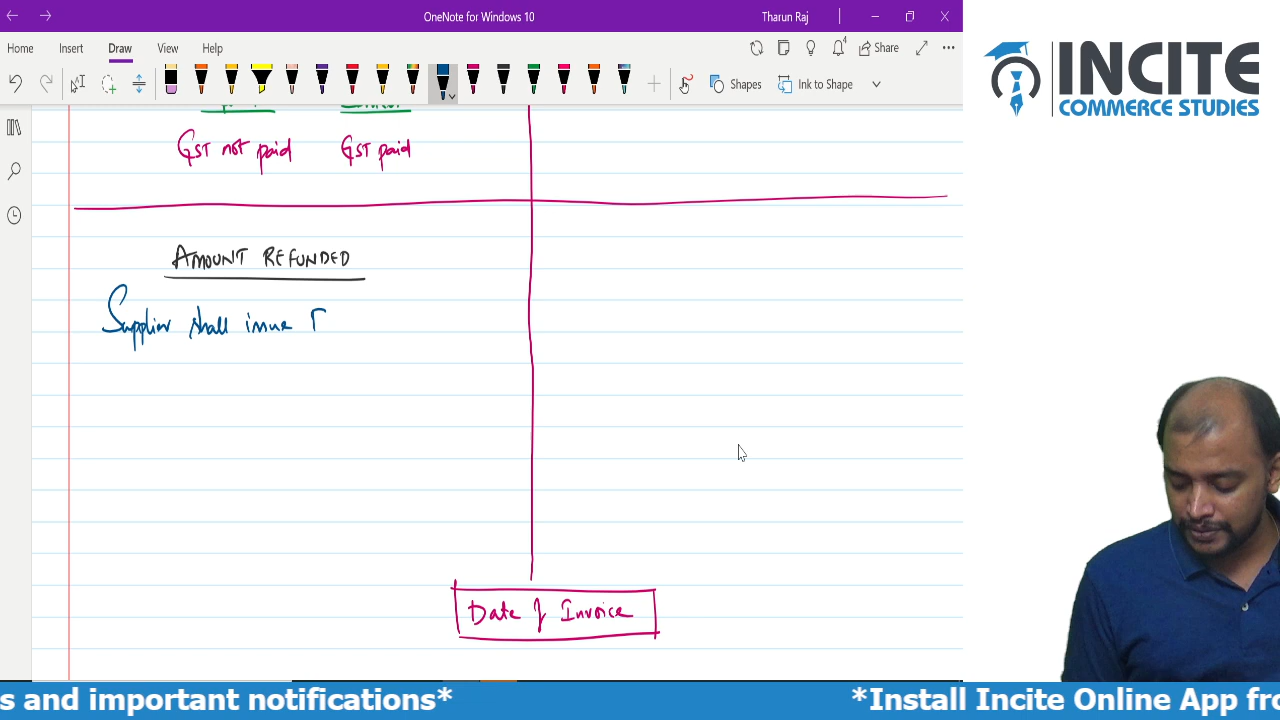 OneNote for Windows 10
Tharun Raj
Home Insert Draw View Help
4
Share
Shapes
Ink to Shape
INCITE
COMMERCE STUDIES
GST not paid GST paid
AMOUNT REFUNDED
Supplier shall issue
Date of Invoice
s and important notifications* *Install Incite Online App fro